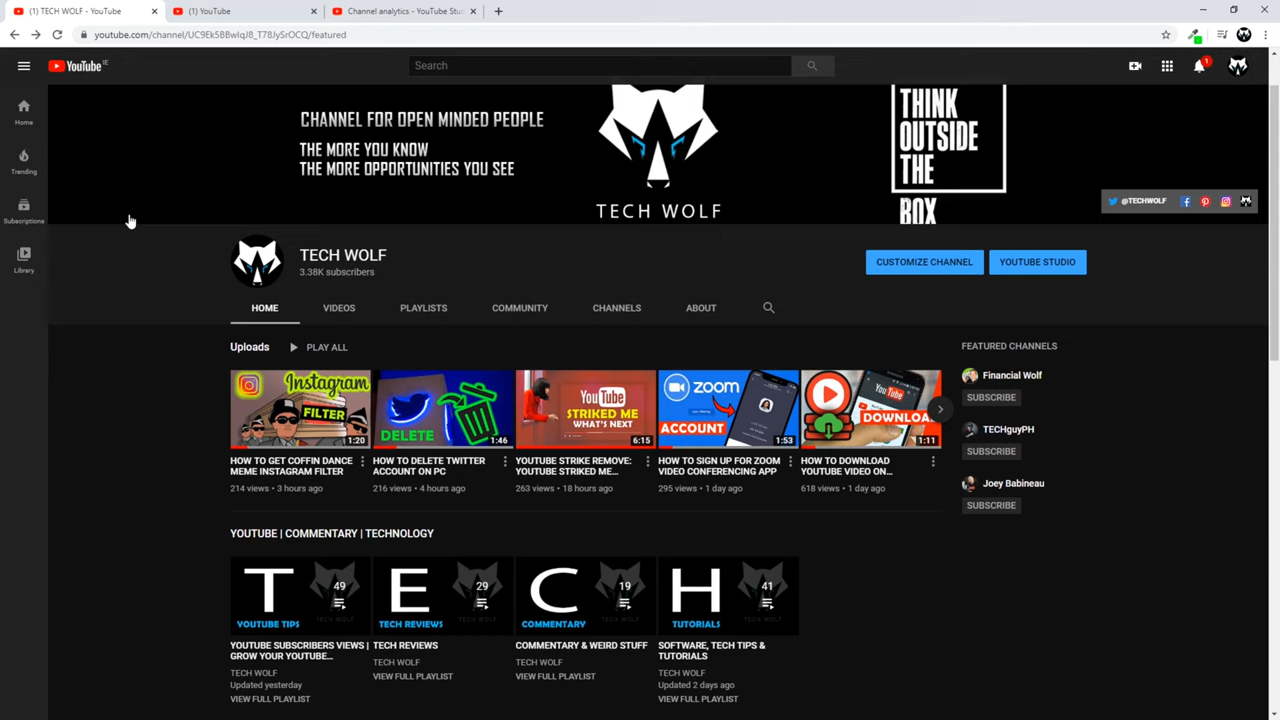 (1) TECH WOLF - YouTube
(1) YouTube
Channel analytics - YouTube Stu
youtube.com/channel/UC9Ek5BBwIqJ8_T78JySrOCQ/featured
YouTube IE
Search
1
CHANNEL FOR OPEN MINDED PEOPLE
THE MORE YOU KNOW
THE MORE OPPORTUNITIES YOU SEE
TECH WOLF
THINK
OUTSIDE
THE
BOX
@TECHWOLF
Home
Trending
Subscriptions
Library
TECH WOLF
3.38K subscribers
CUSTOMIZE CHANNEL
YOUTUBE STUDIO
HOME VIDEOS PLAYLISTS COMMUNITY CHANNELS ABOUT
Uploads PLAY ALL
Instagram
FILTER
1:20
HOW TO GET COFFIN DANCE
MEME INSTAGRAM FILTER
214 views • 3 hours ago
DELETE
1:46
HOW TO DELETE TWITTER
ACCOUNT ON PC
216 views • 4 hours ago
YouTube
STRIKED ME
WHAT'S NEXT
6:15
YOUTUBE STRIKE REMOVE:
YOUTUBE STRIKED ME...
263 views • 18 hours ago
ZOOM
ACCOUNT
1:53
HOW TO SIGN UP FOR ZOOM
VIDEO CONFERENCING APP
295 views • 1 day ago
YouTube
DOWNLOA
1:11
HOW TO DOWNLOAD
YOUTUBE VIDEO ON...
618 views • 1 day ago
FEATURED CHANNELS
Financial Wolf
SUBSCRIBE
TECHguyPH
SUBSCRIBE
Joey Babineau
SUBSCRIBE
YOUTUBE | COMMENTARY | TECHNOLOGY
T
49
YOUTUBE TIPS
YOUTUBE SUBSCRIBERS VIEWS |
GROW YOUR YOUTUBE...
TECH WOLF
Updated yesterday
VIEW FULL PLAYLIST
E
29
TECH REVIEWS
TECH REVIEWS
TECH WOLF
VIEW FULL PLAYLIST
C
19
COMMENTARY
COMMENTARY & WEIRD STUFF
TECH WOLF
VIEW FULL PLAYLIST
H
41
TUTORIALS
SOFTWARE, TECH TIPS &
TUTORIALS
TECH WOLF
Updated 2 days ago
VIEW FULL PLAYLIST